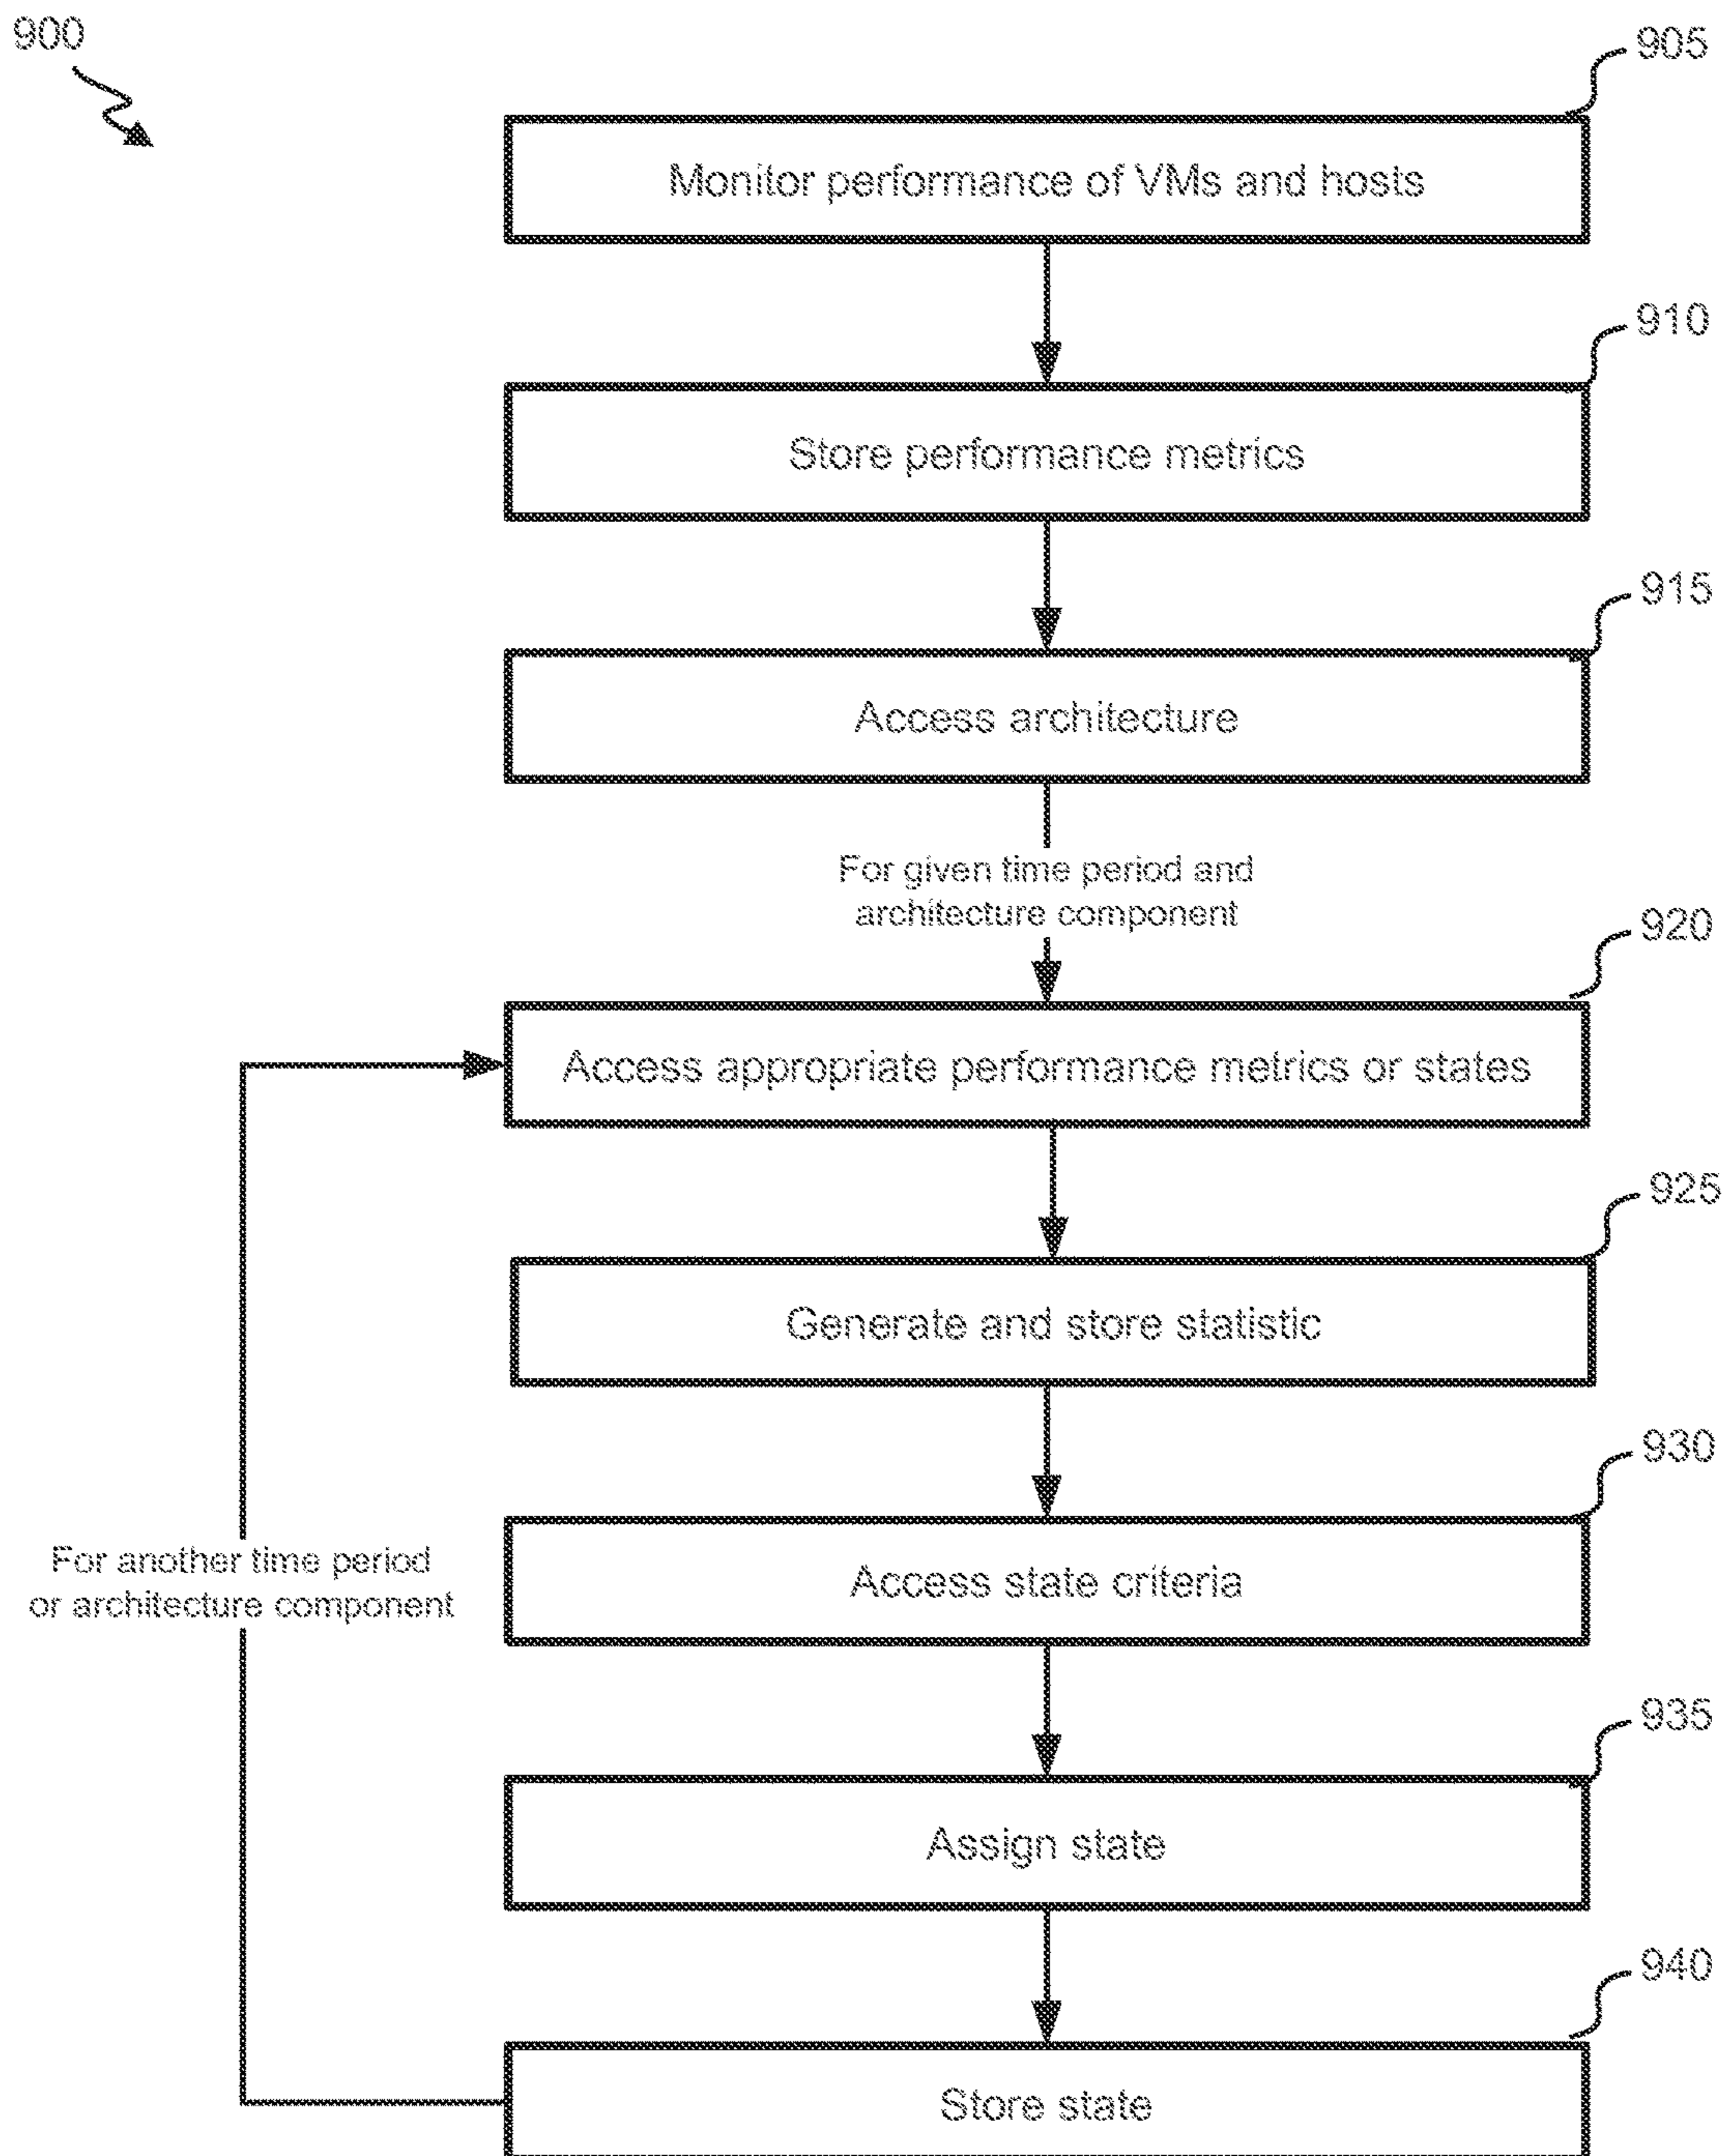 900
905
Monitor performance of VMs and hosts
910
Store performance metrics
915
Access architecture
For given time period and
architecture component
920
Access appropriate performance metrics or states
925
Generate and store statistic
930
Access state criteria
For another time period
or architecture component
935
Assign state
940
Store state